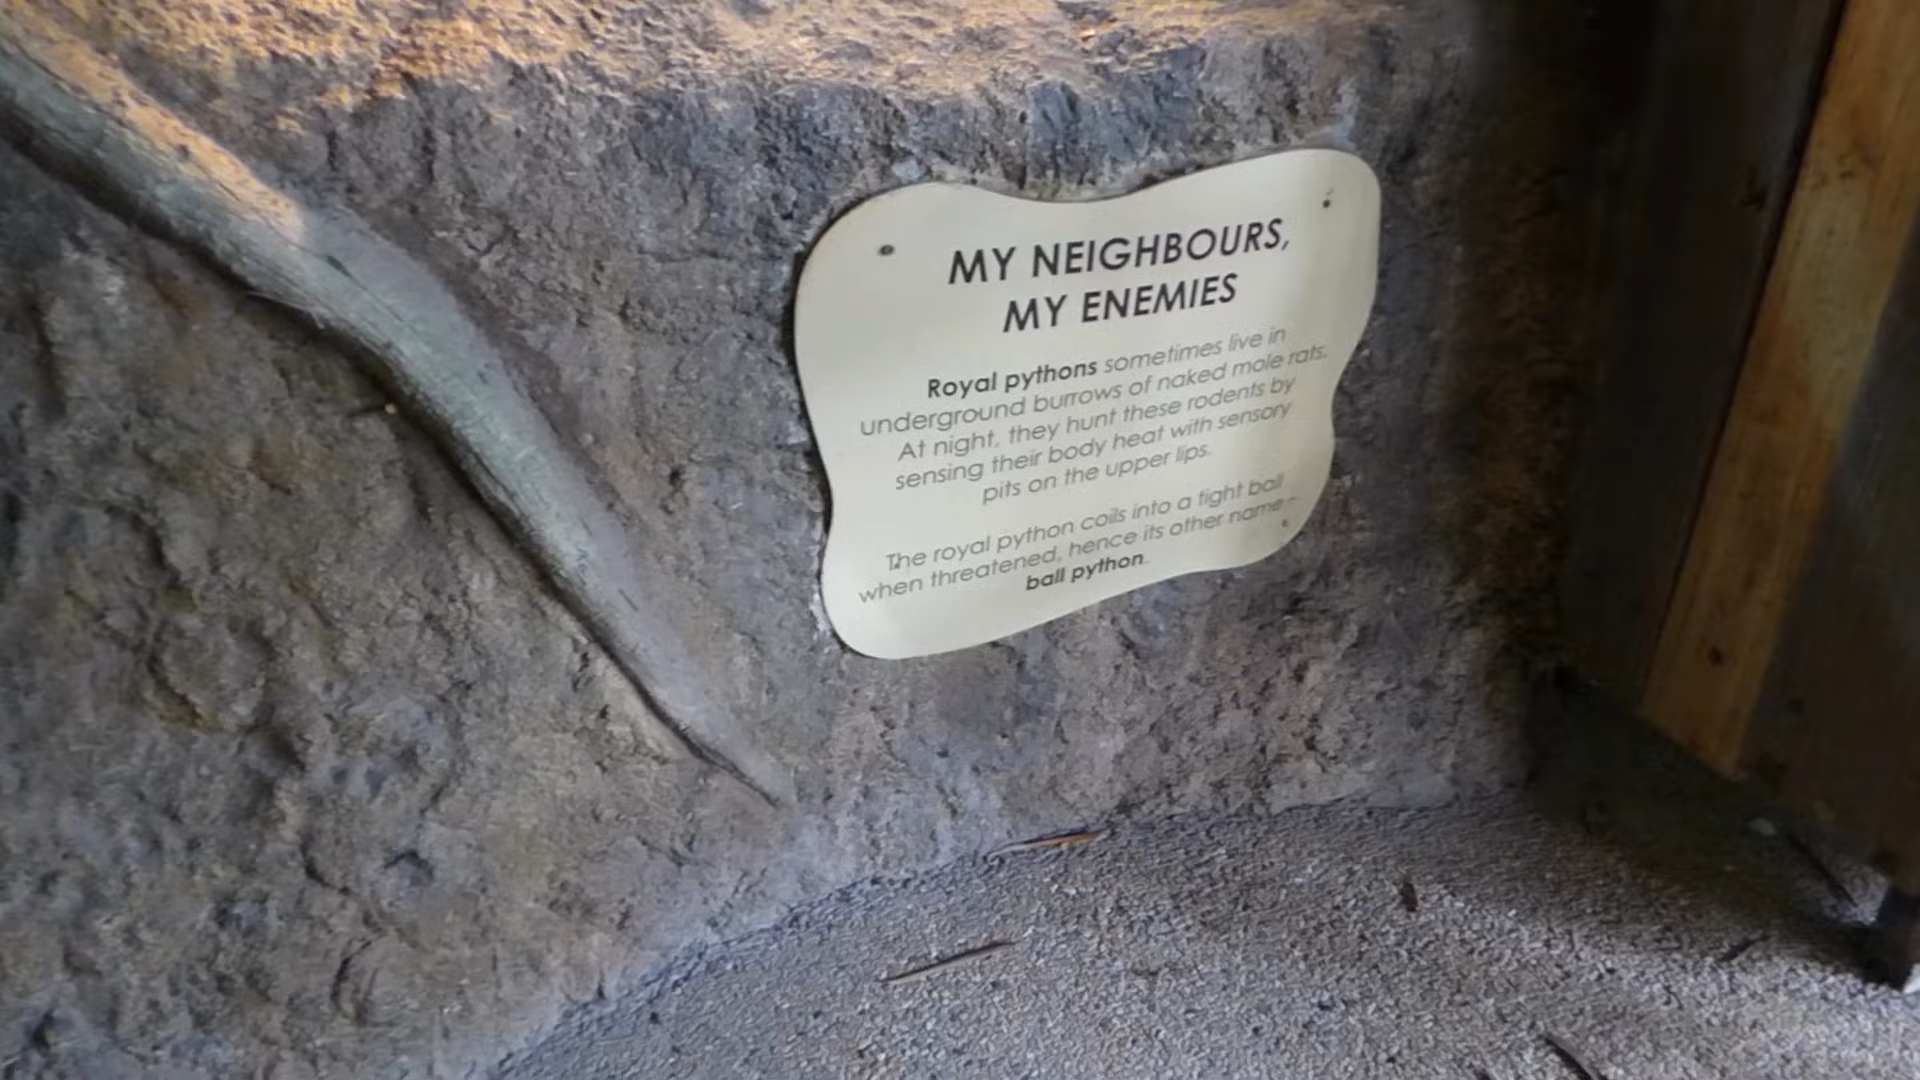 MY NEIGHBOURS,
MY ENEMIES
Royal pythons sometimes live in
underground burrows of naked mole rats.
At night, they hunt these rodents by
sensing their body heat with sensory
pits on the upper lips.
The royal python coils into a tight ball
when threatened, hence its other name –
ball python.